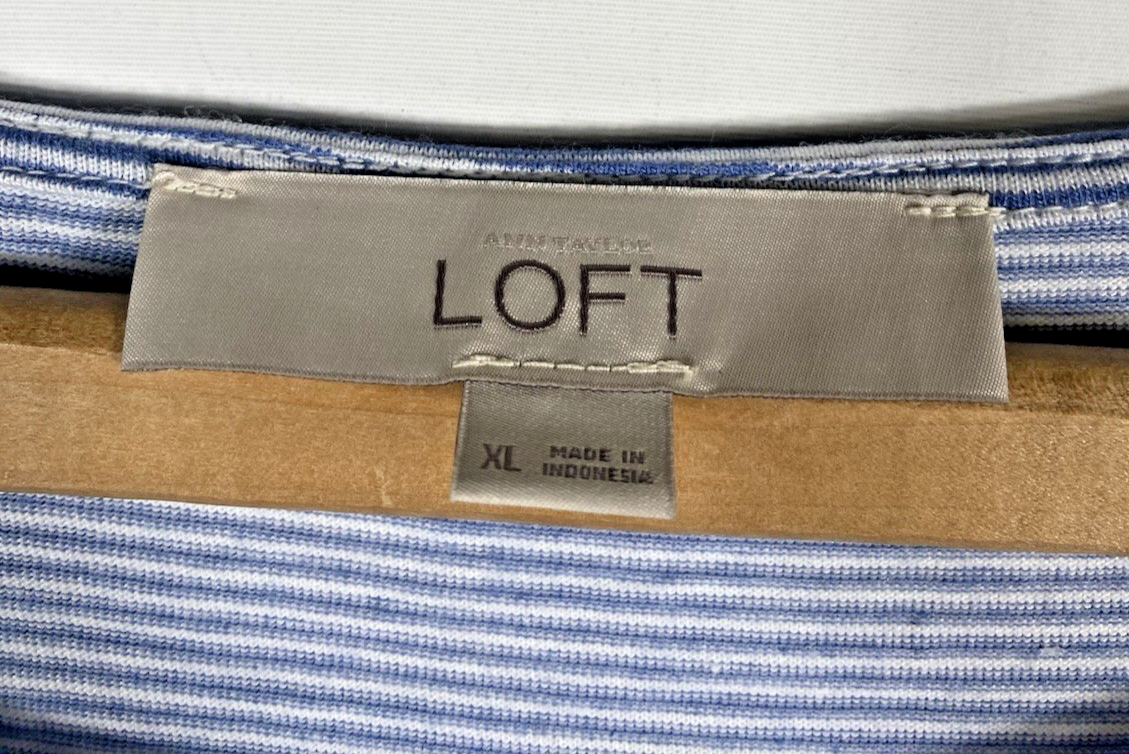 ANN TAYLOR
LOFT
XL
MADE IN
INDONESIA